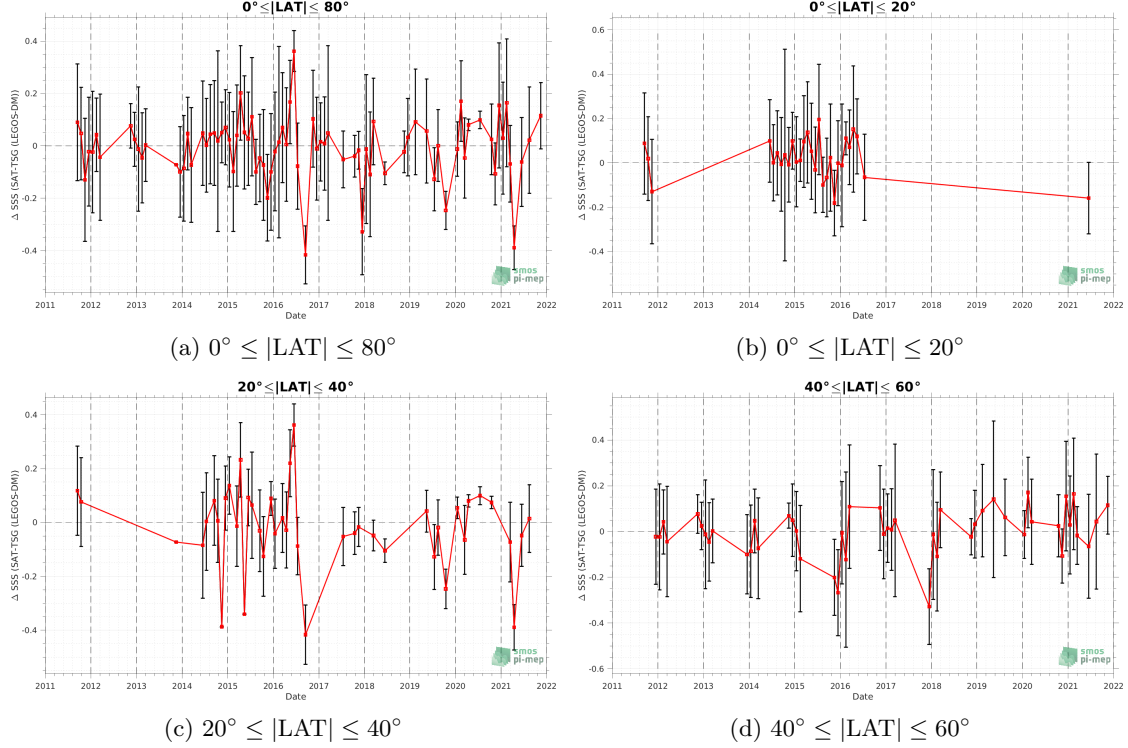 0°≤|LAT|≤ 80°
Δ SSS (SAT-TSG (LEGOS-DM))
0.4
0.2
0
-0.2
-0.4
2011 2012 2013 2014 2015 2016 2017 2018 2019 2020 2021 2022
Date
smos
pi-mep
(a) 0° ≤ |LAT| ≤ 80°
0°≤|LAT|≤ 20°
Δ SSS (SAT-TSG (LEGOS-DM))
0.6
0.4
0.2
0
-0.2
-0.4
2011 2012 2013 2014 2015 2016 2017 2018 2019 2020 2021 2022
Date
smos
pi-mep
(b) 0° ≤ |LAT| ≤ 20°
20°≤|LAT|≤ 40°
Δ SSS (SAT-TSG (LEGOS-DM))
0.4
0.2
0
-0.2
-0.4
2011 2012 2013 2014 2015 2016 2017 2018 2019 2020 2021 2022
Date
smos
pi-mep
(c) 20° ≤ |LAT| ≤ 40°
40°≤|LAT|≤ 60°
Δ SSS (SAT-TSG (LEGOS-DM))
0.4
0.2
0
-0.2
-0.4
-0.6
2011 2012 2013 2014 2015 2016 2017 2018 2019 2020 2021 2022
Date
smos
pi-mep
(d) 40° ≤ |LAT| ≤ 60°